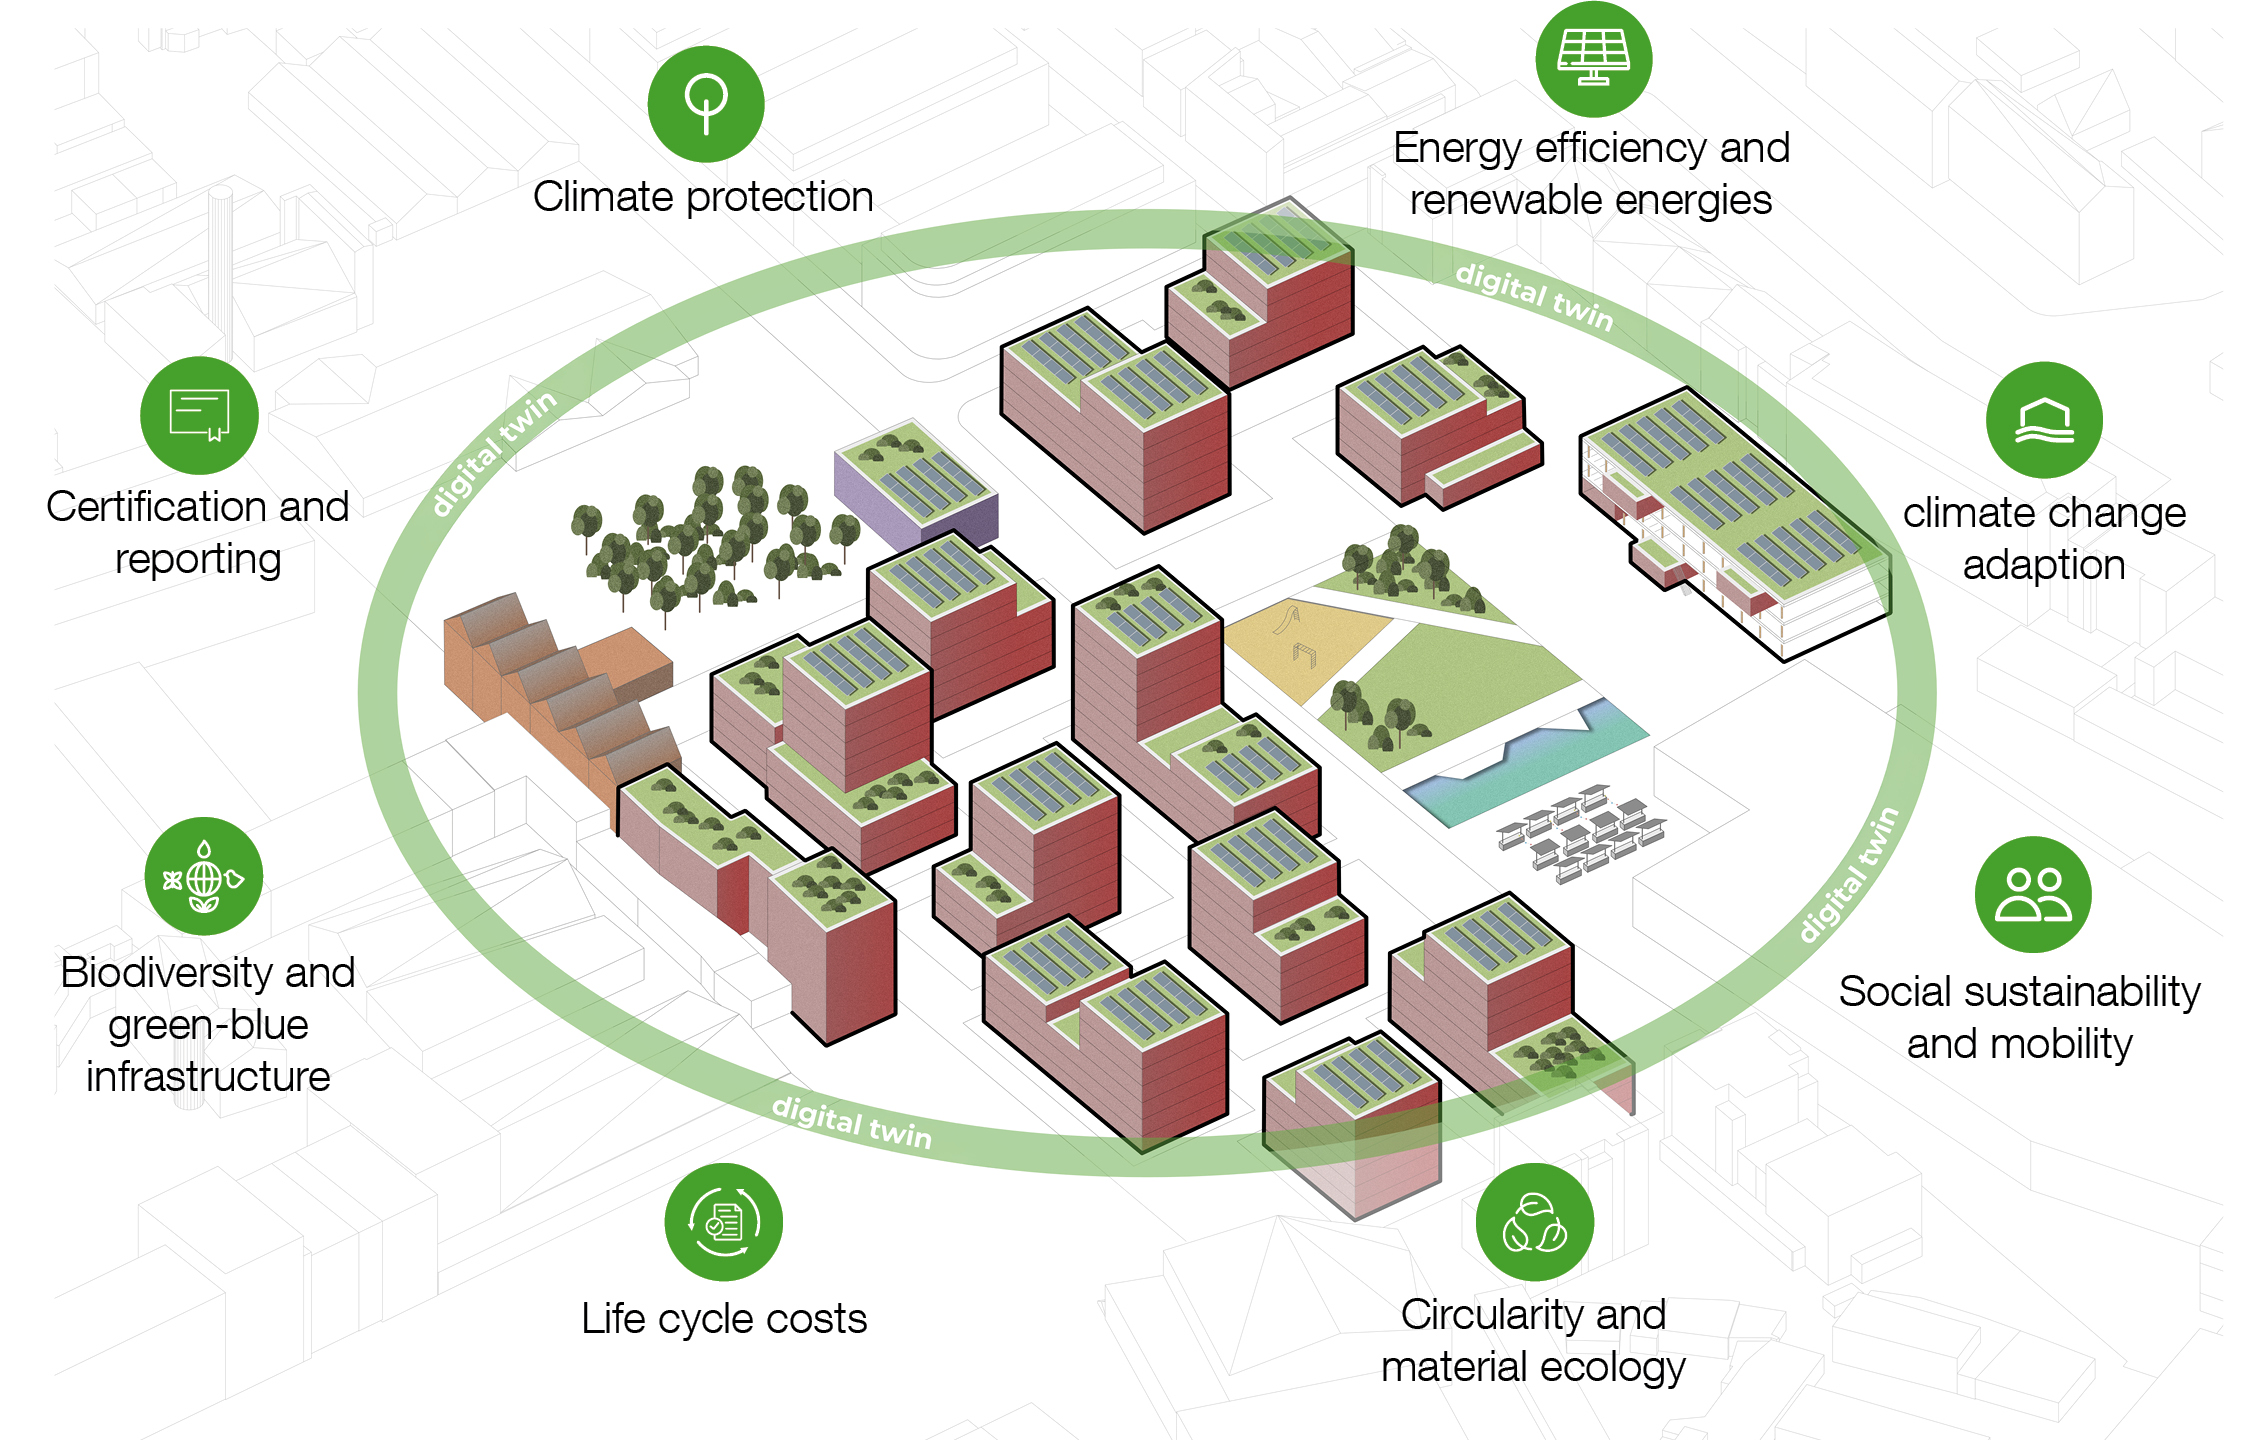 Climate protection
Energy efficiency and
renewable energies
digital twin
digital twin
Certification and
reporting
climate change
adaption
digital twin
Biodiversity and
green-blue
infrastructure
Social sustainability
and mobility
digital twin
Life cycle costs
Circularity and
material ecology